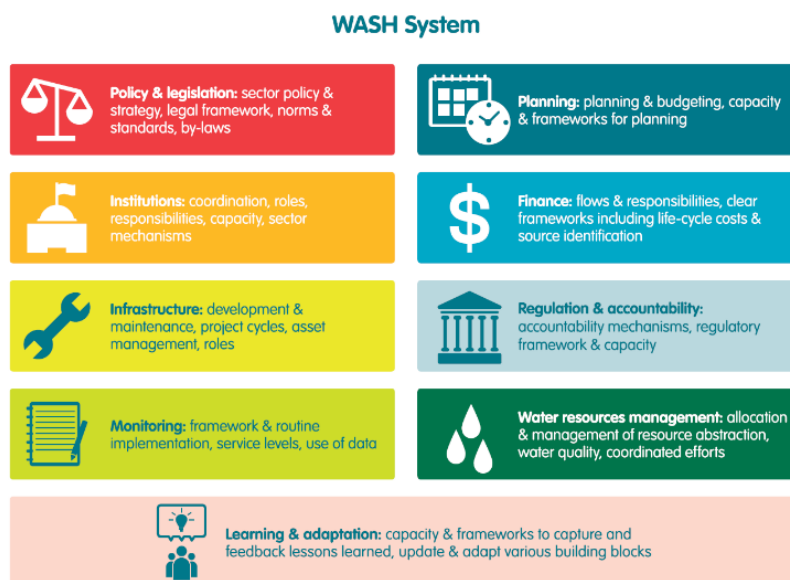 WASH System
Policy & legislation: sector policy &
strategy, legal framework, norms &
standards, by-laws
Planning: planning & budgeting, capacity
& frameworks for planning
Institutions: coordination, roles,
responsibilities, capacity, sector
mechanisms
$
Finance: flows & responsibilities, clear
frameworks including life-cycle costs &
source identification
Infrastructure: development &
maintenance, project cycles, asset
management, roles
Regulation & accountability:
accountability mechanisms, regulatory
framework & capacity
Monitoring: framework & routine
implementation, service levels, use of data
Water resources management: allocation
& management of resource abstraction,
water quality, coordinated efforts
Learning & adaptation: capacity & frameworks to capture and
feedback lessons learned, update & adapt various building blocks